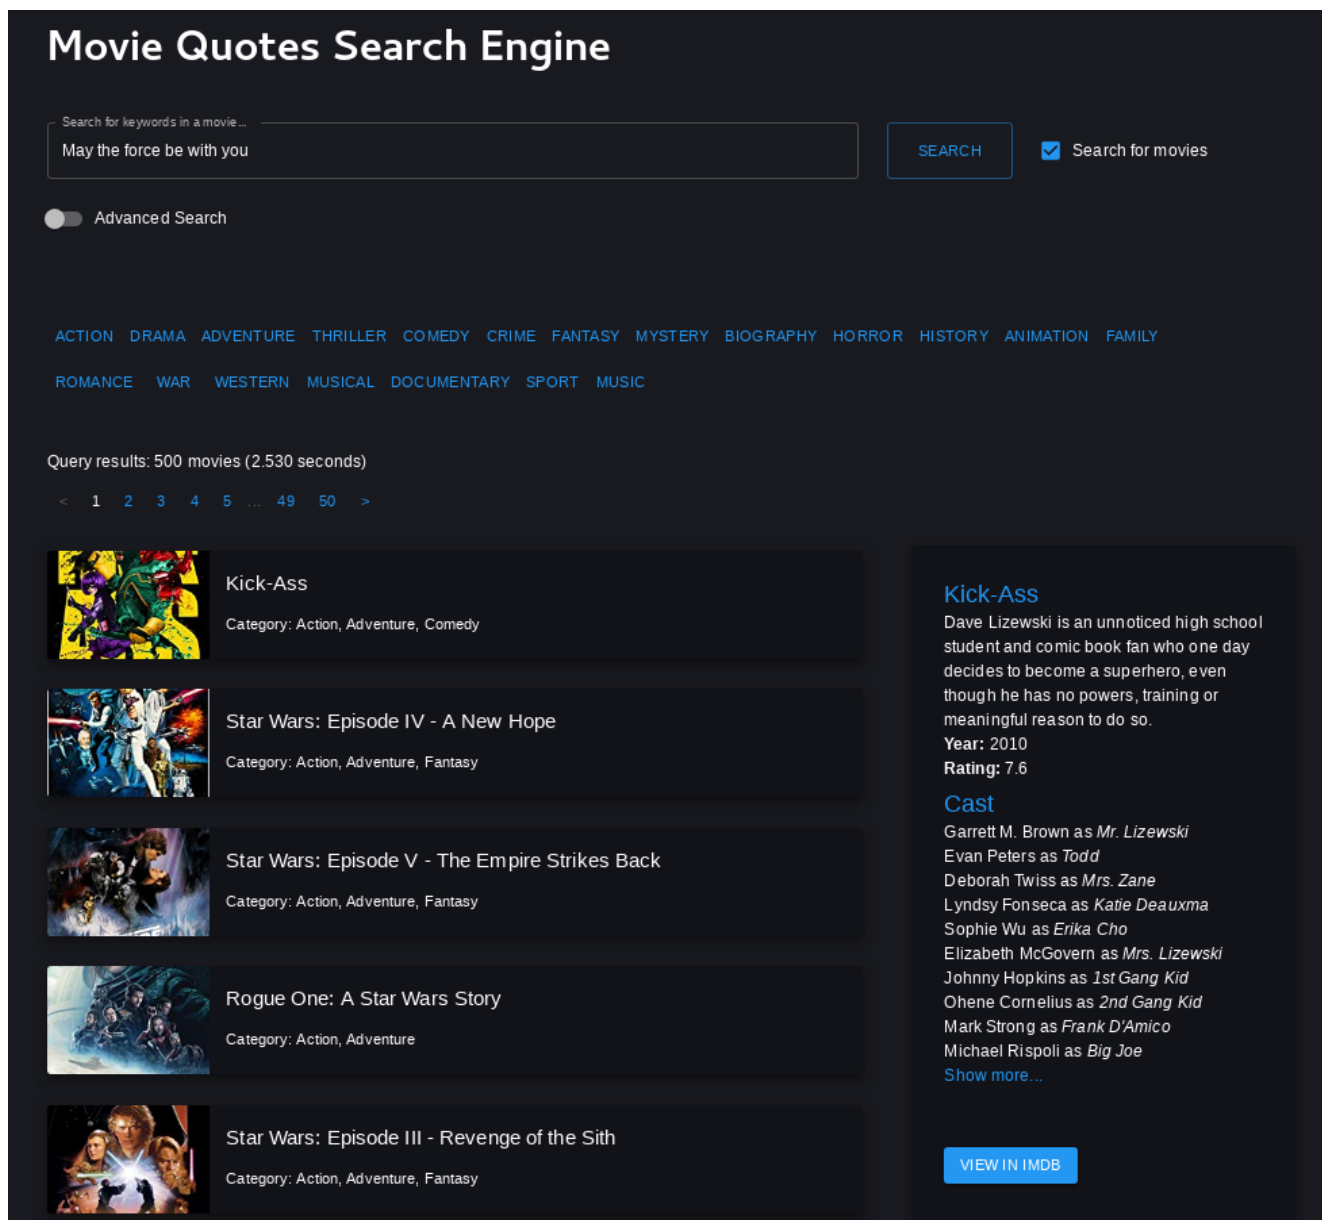 Movie Quotes Search Engine
Search for keywords in a movie...
May the force be with you
SEARCH
Search for movies
Advanced Search
ACTION DRAMA ADVENTURE THRILLER COMEDY CRIME FANTASY MYSTERY BIOGRAPHY HORROR HISTORY ANIMATION FAMILY
ROMANCE WAR WESTERN MUSICAL DOCUMENTARY SPORT MUSIC
Query results: 500 movies (2.530 seconds)
< 1 2 3 4 5 ... 49 50 >
Kick-Ass
Category: Action, Adventure, Comedy
Star Wars: Episode IV - A New Hope
Category: Action, Adventure, Fantasy
Star Wars: Episode V - The Empire Strikes Back
Category: Action, Adventure, Fantasy
Rogue One: A Star Wars Story
Category: Action, Adventure
Star Wars: Episode III - Revenge of the Sith
Category: Action, Adventure, Fantasy
Kick-Ass
Dave Lizewski is an unnoticed high school
student and comic book fan who one day
decides to become a superhero, even
though he has no powers, training or
meaningful reason to do so.
Year: 2010
Rating: 7.6
Cast
Garrett M. Brown as Mr. Lizewski
Evan Peters as Todd
Deborah Twiss as Mrs. Zane
Lyndsy Fonseca as Katie Deauxma
Sophie Wu as Erika Cho
Elizabeth McGovern as Mrs. Lizewski
Johnny Hopkins as 1st Gang Kid
Ohene Cornelius as 2nd Gang Kid
Mark Strong as Frank D'Amico
Michael Rispoli as Big Joe
Show more...
VIEW IN IMDB